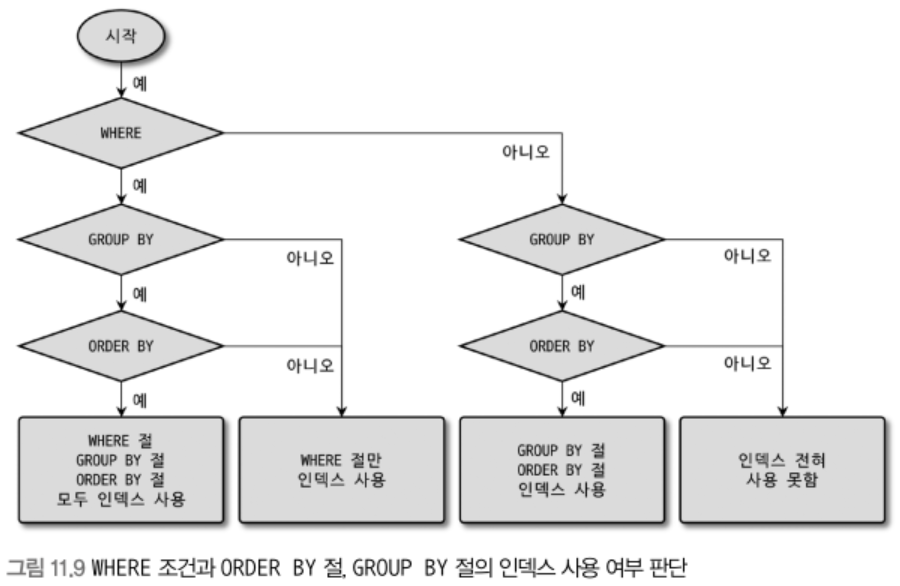 시작
예
WHERE
아니오
예
GROUP BY
아니오
예
ORDER BY
아니오
예
GROUP BY
아니오
예
ORDER BY
아니오
예
WHERE 절
GROUP BY 절
ORDER BY 절
모두 인덱스 사용
WHERE 절만
인덱스 사용
GROUP BY 절
ORDER BY 절
인덱스 사용
인덱스 전혀
사용 못함
그림 11.9 WHERE 조건과 ORDER BY 절, GROUP BY 절의 인덱스 사용 여부 판단